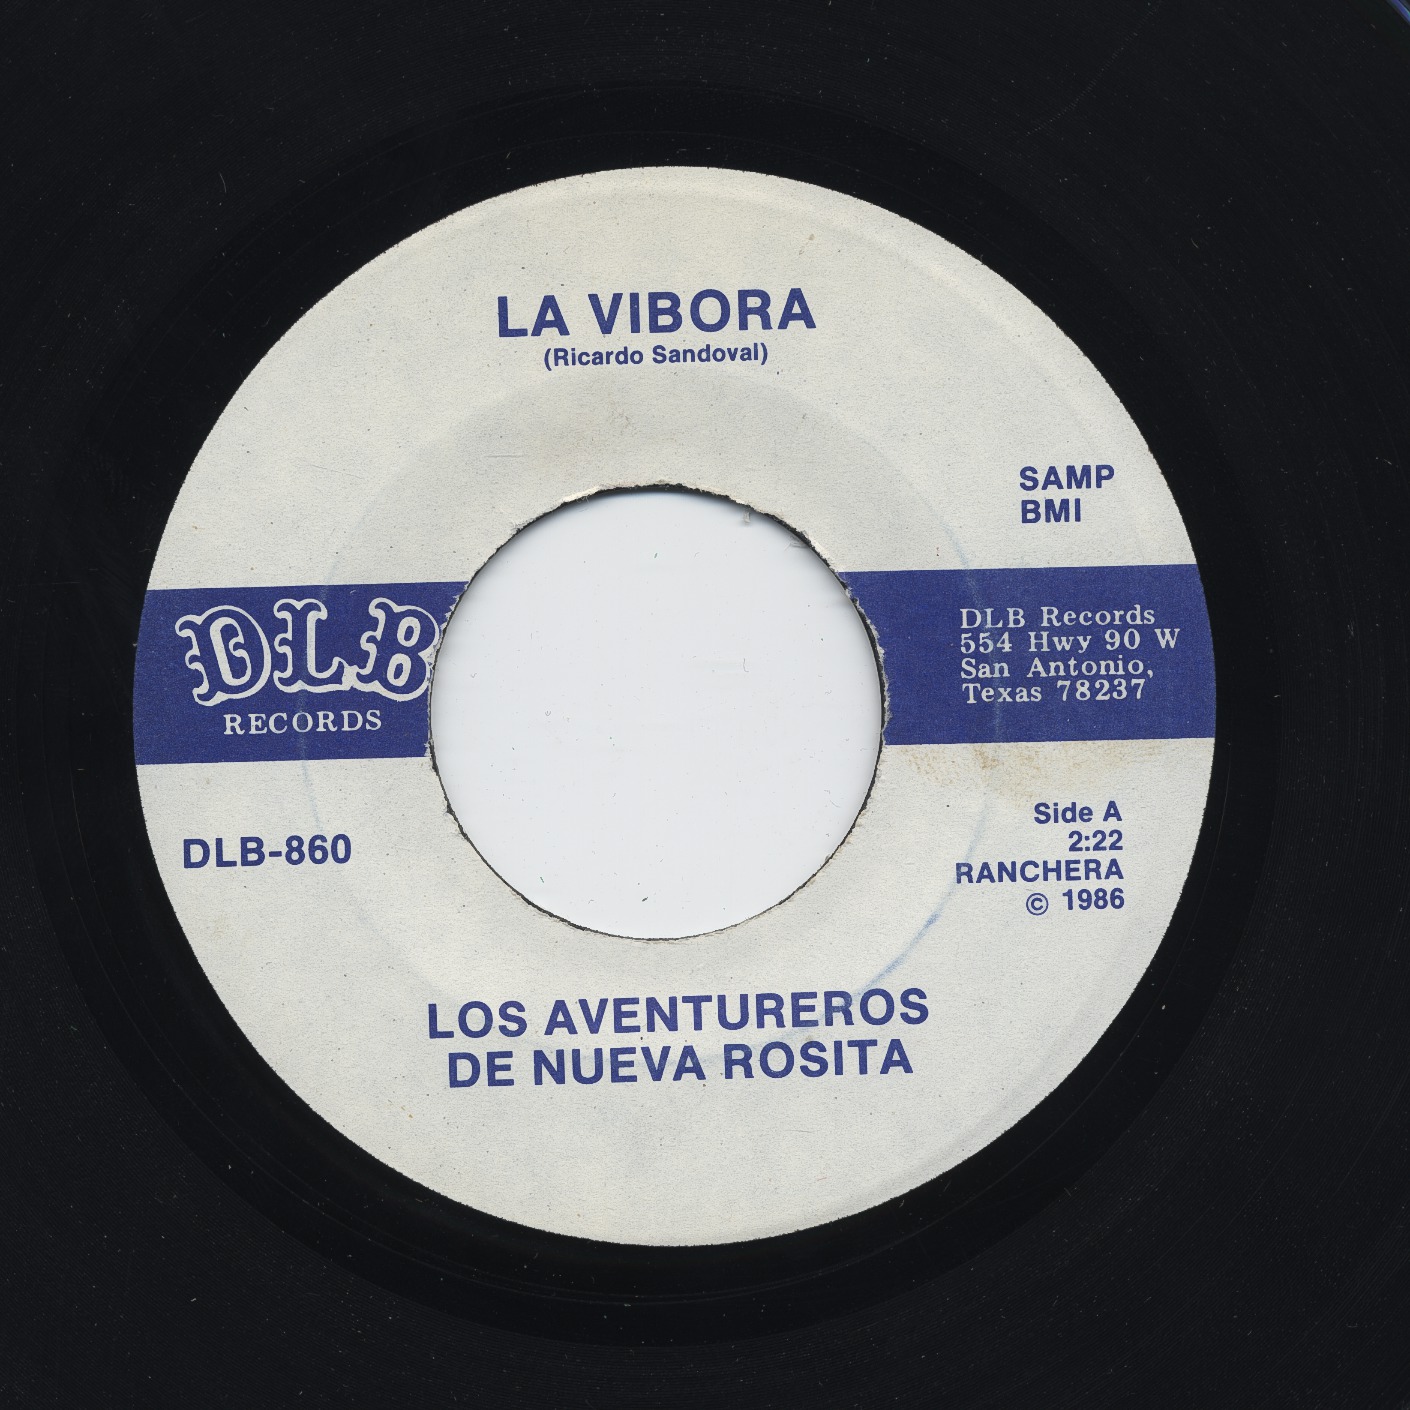 LA VIBORA
(Ricardo Sandoval)
SAMP
BMI
DLB
RECORDS
DLB Records
554 Hwy 90 W
San Antonio,
Texas 78237
DLB-860
Side A
2:22
RANCHERA
© 1986
LOS AVENTUREROS
DE NUEVA ROSITA